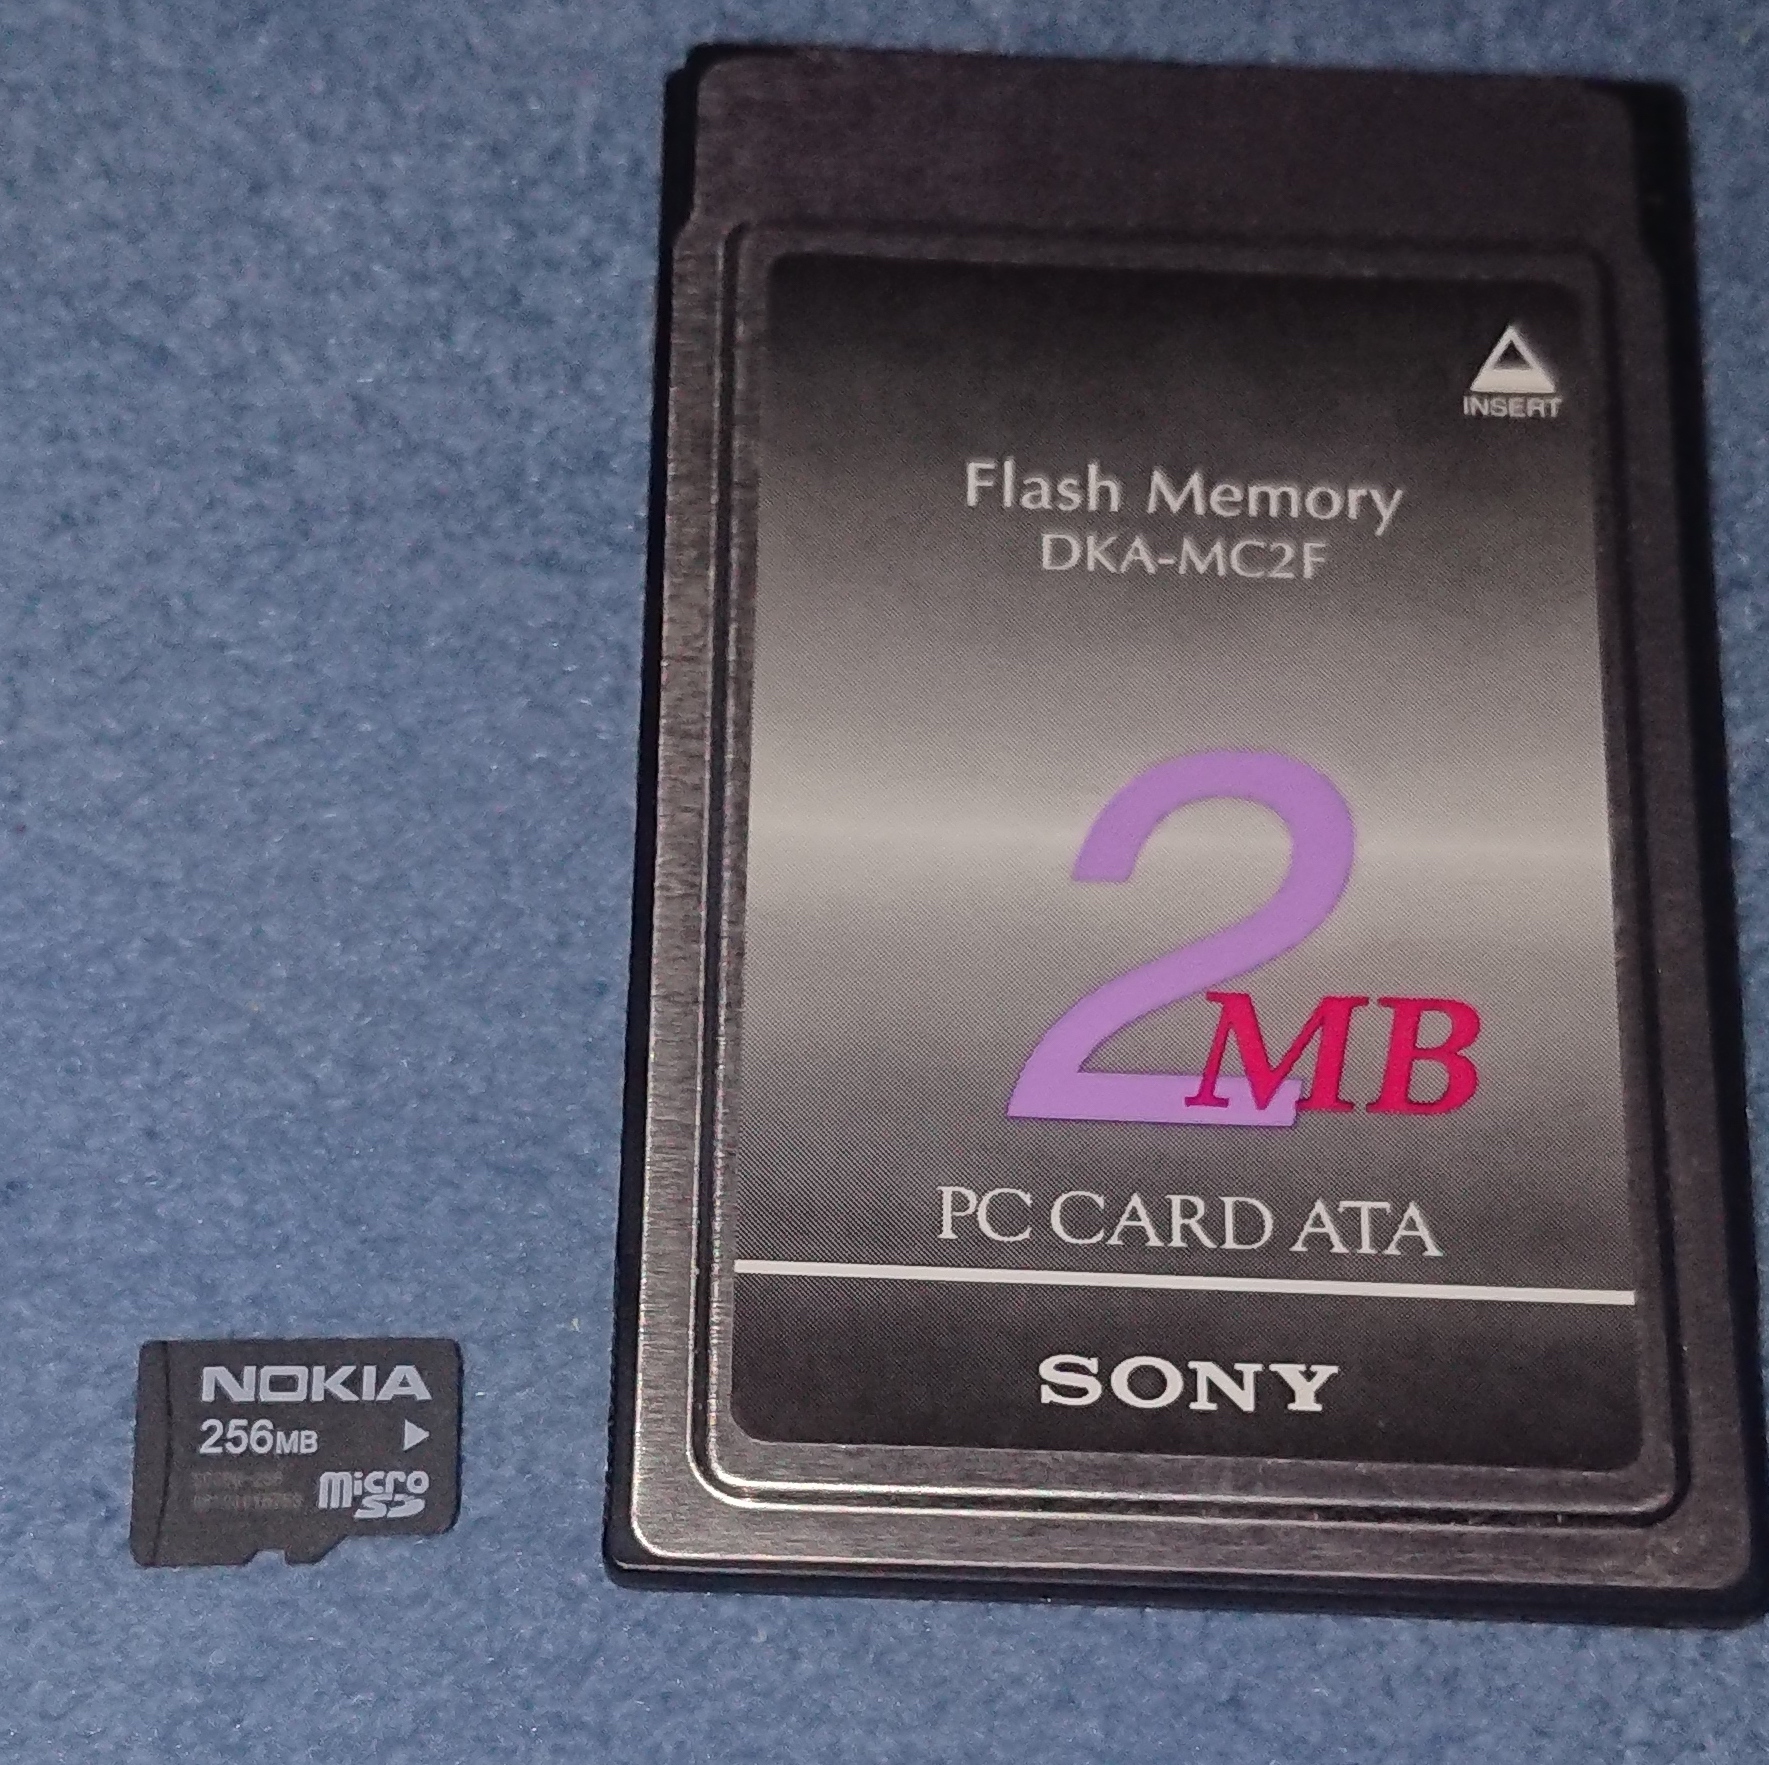 INSERT
Flash Memory
DKA-MC2F
2MB
PC CARD ATA
SONY
NOKIA
256MB
micro
SD